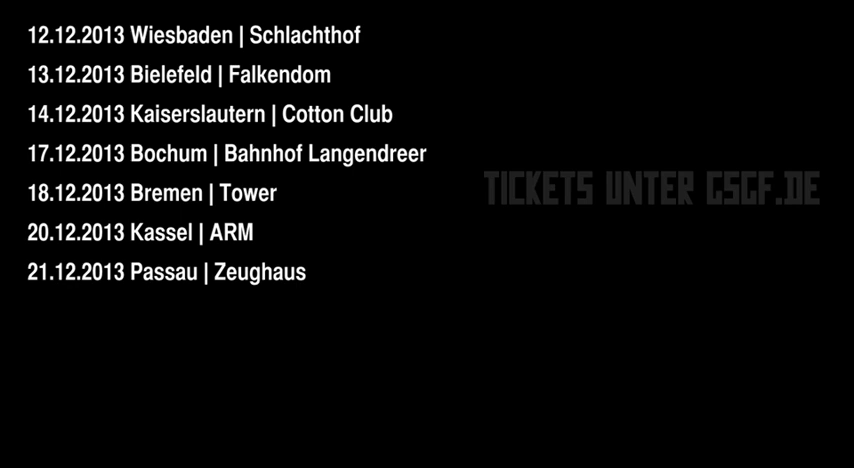 12.12.2013 Wiesbaden | Schlachthof
13.12.2013 Bielefeld | Falkendom
14.12.2013 Kaiserslautern | Cotton Club
17.12.2013 Bochum | Bahnhof Langendreer
18.12.2013 Bremen | Tower
20.12.2013 Kassel | ARM
21.12.2013 Passau | Zeughaus
TICKETS UNTER GSGF.DE